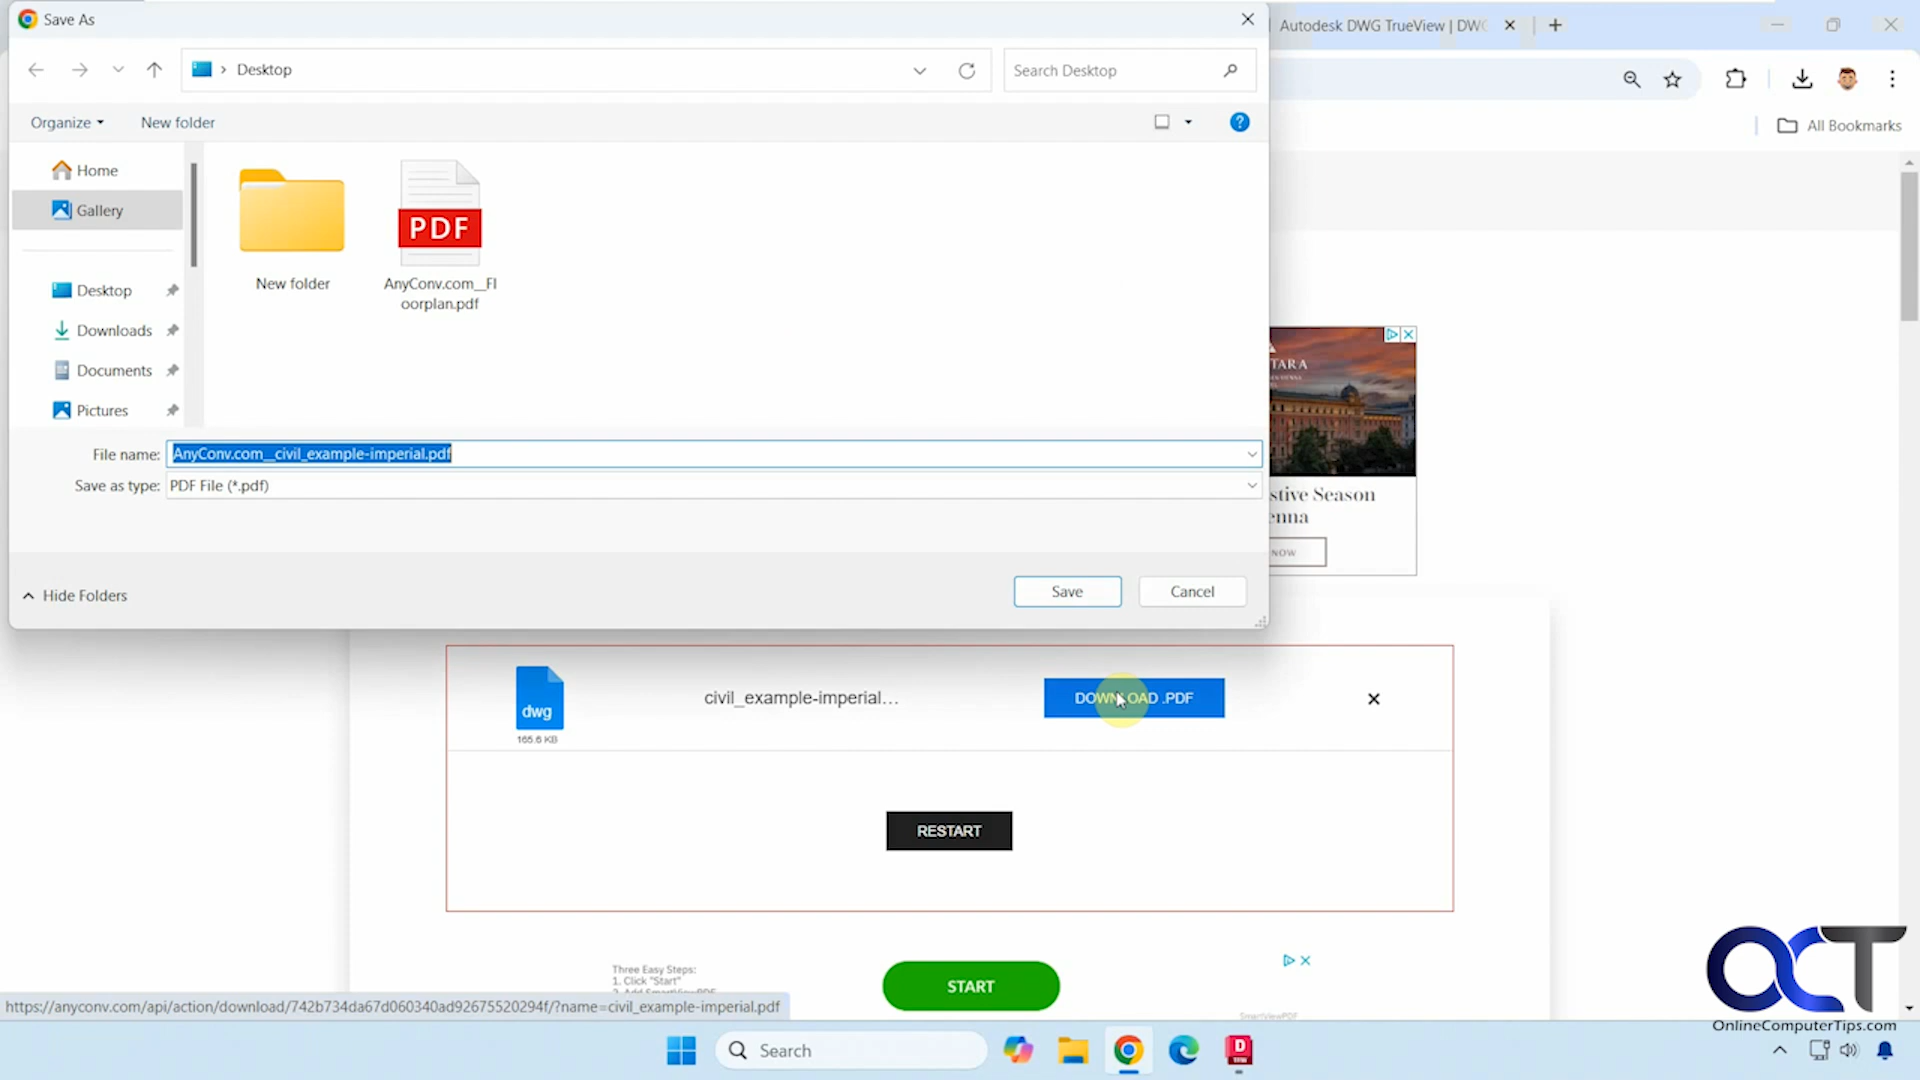 Save As
Autodesk DWG TrueView | DWG
Desktop
Search Desktop
Organize
New folder
All Bookmarks
Home
Gallery
Desktop
Downloads
Documents
Pictures
New folder
PDF
AnyConv.com__Fl
oorplan.pdf
File name: AnyConv.com__civil_example-imperial.pdf
Save as type: PDF File (*.pdf)
Hide Folders
Save
Cancel
TARA
stive Season
enna
NOW
dwg
165.6 KB
civil_example-imperial…
DOWNLOAD .PDF
RESTART
Three Easy Steps:
1. Click "Start"
START
SmartViewPDF
https://anyconv.com/api/action/download/742b734da67d060340ad92675520294f/?name=civil_example-imperial.pdf
OCT
OnlineComputerTips.com
Search